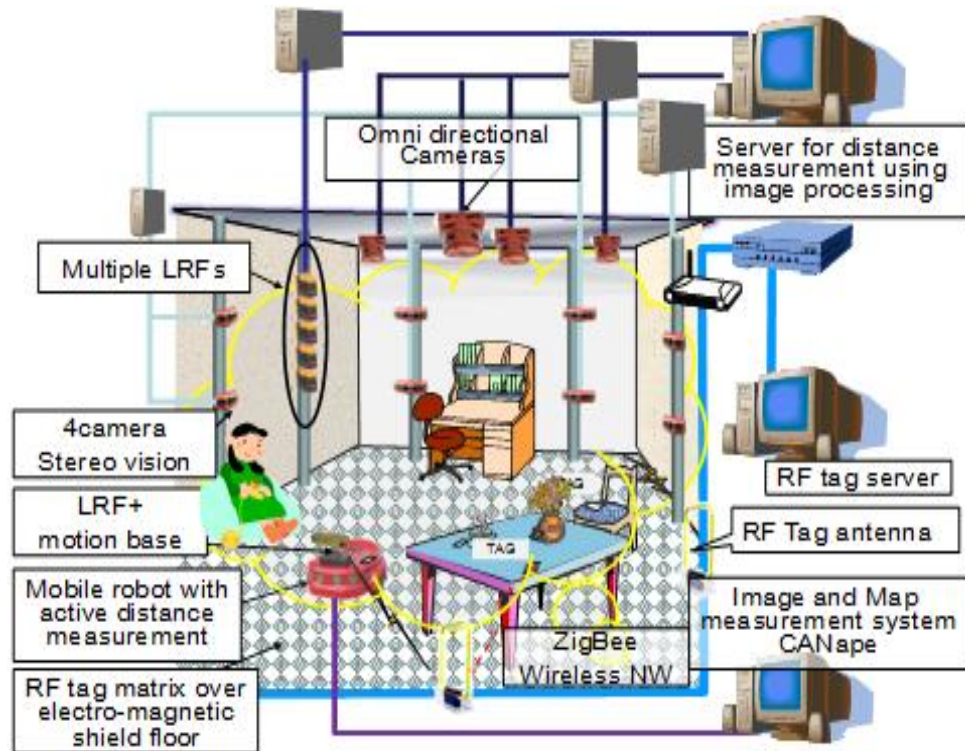 Omni directional
Cameras
Server for distance
measurement using
image processing
Multiple LRFs
4camera
Stereo vision
LRF+
motion base
Mobile robot with
active distance
measurement
RF tag matrix over
electro-magnetic
shield floor
TAG
TAG
RF tag server
RF Tag antenna
Image and Map
measurement system
CANape
ZigBee
Wireless NW